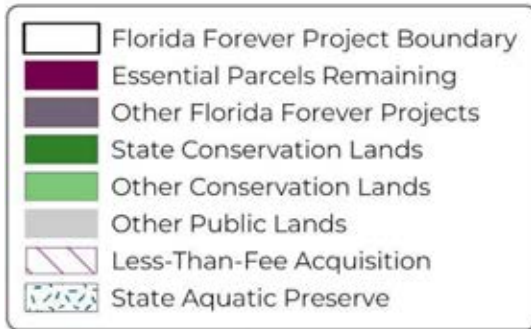 Florida Forever Project Boundary
Essential Parcels Remaining
Other Florida Forever Projects
State Conservation Lands
Other Conservation Lands
Other Public Lands
Less-Than-Fee Acquisition
State Aquatic Preserve